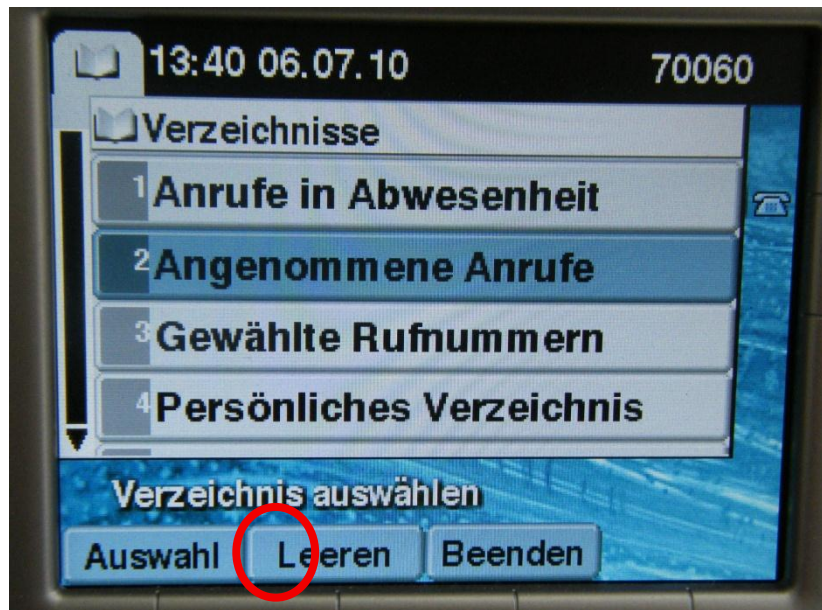 13:40 06.07.10 70060
Verzeichnisse
1 Anrufe in Abwesenheit
2 Angenommene Anrufe
3 Gewählte Rufnummern
4 Persönliches Verzeichnis
Verzeichnis auswählen
Auswahl Leeren Beenden